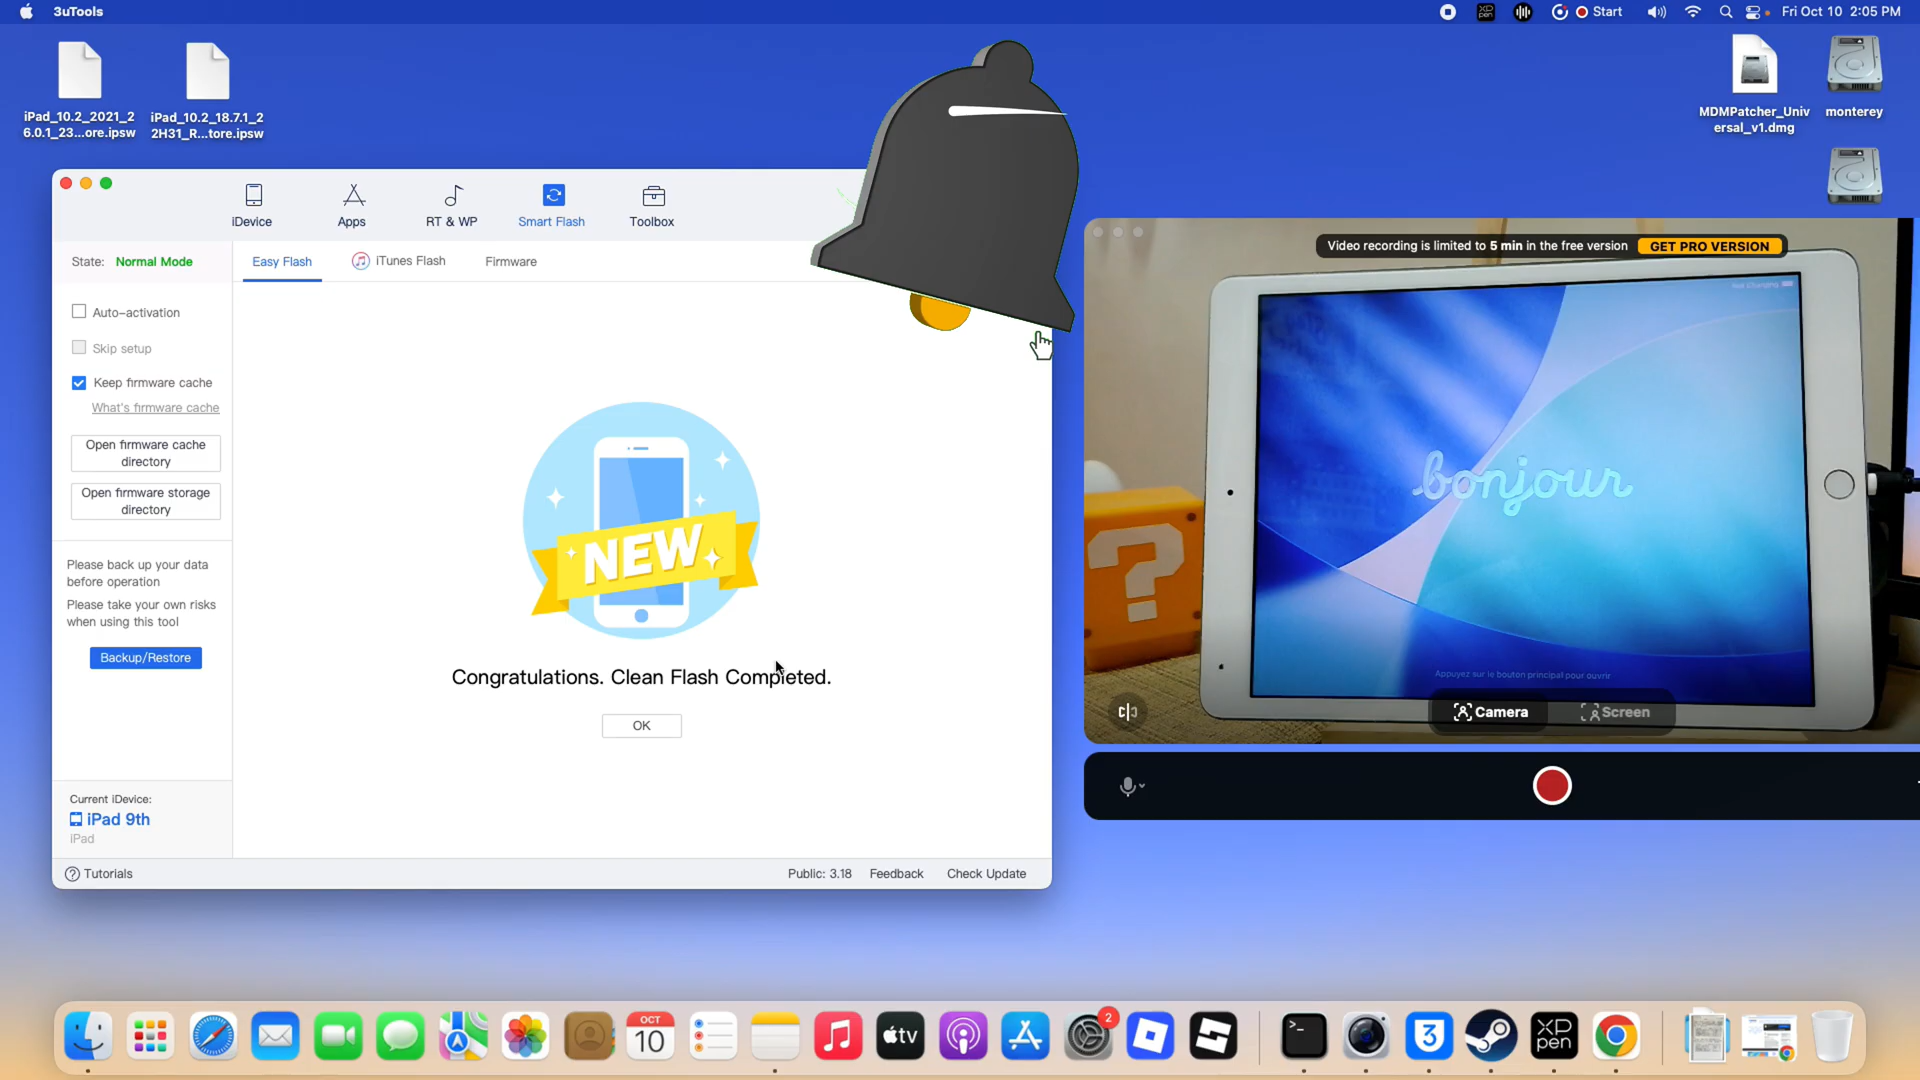 3uTools
Start
Fri Oct 10 2:05 PM
iPad_10.2_2021_2
6.0.1_23...ore.ipsw
iPad_10.2_18.7.1_2
2H31_R...tore.ipsw
MDMPatcher_Univ
ersal_v1.dmg
monterey
iDevice
Apps
RT & WP
Smart Flash
Toolbox
State: Normal Mode
Easy Flash
iTunes Flash
Firmware
Auto-activation
Skip setup
Keep firmware cache
What's firmware cache
Open firmware cache
directory
Open firmware storage
directory
Please back up your data
before operation
Please take your own risks
when using this tool
Backup/Restore
NEW
Congratulations. Clean Flash Completed.
OK
Current iDevice:
iPad 9th
iPad
Tutorials
Public: 3.18
Feedback
Check Update
Video recording is limited to 5 min in the free version
GET PRO VERSION
Not Charging
bonjour
Appuyez sur le bouton principal pour ouvrir
Camera
Screen
OCT
10
tv
2
3
XP
pen